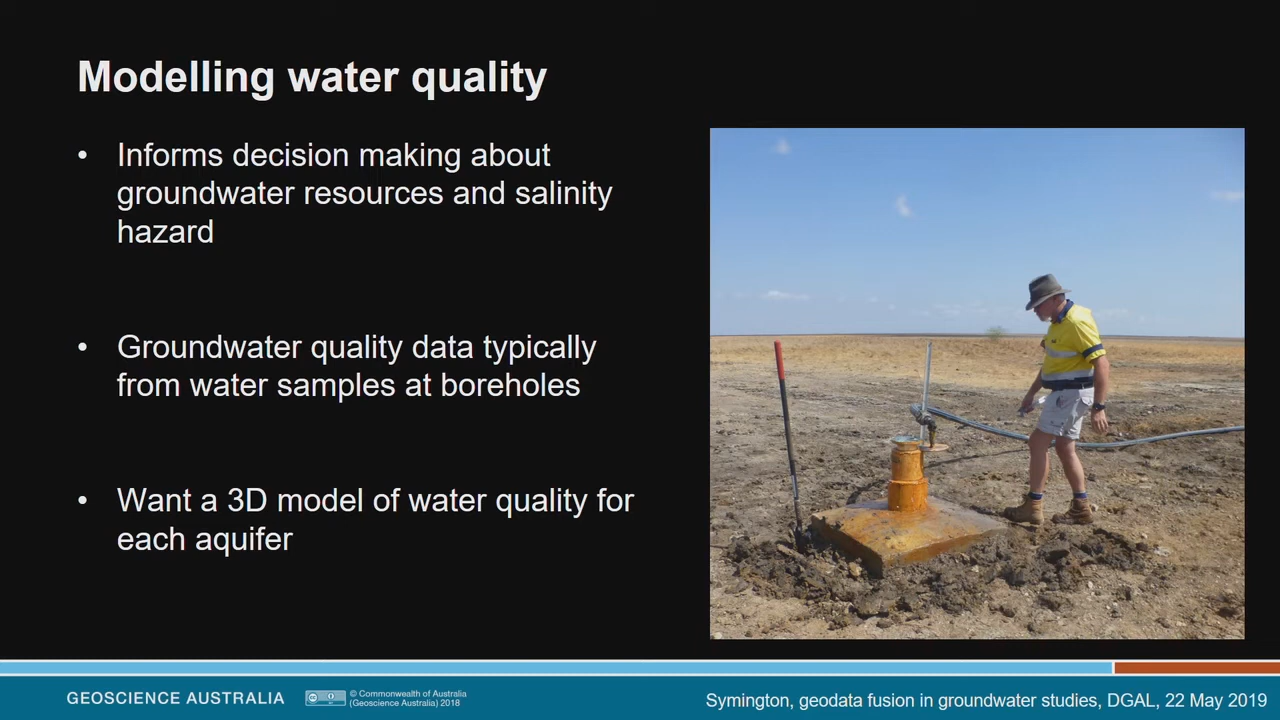 Modelling water quality
• Informs decision making about
groundwater resources and salinity
hazard
• Groundwater quality data typically
from water samples at boreholes
• Want a 3D model of water quality for
each aquifer
GEOSCIENCE AUSTRALIA
© Commonwealth of Australia
(Geoscience Australia) 2018
Symington, geodata fusion in groundwater studies, DGAL, 22 May 2019